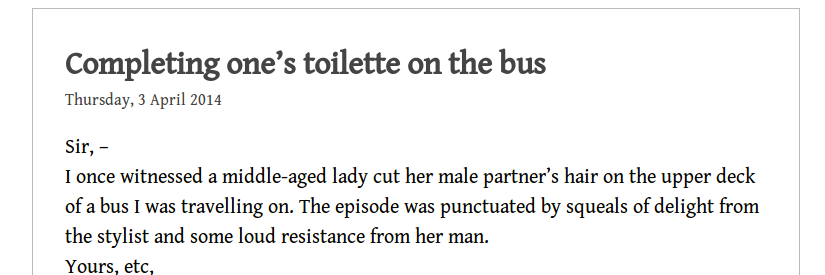 Completing one’s toilette on the bus
Thursday, 3 April 2014
Sir, –
I once witnessed a middle-aged lady cut her male partner’s hair on the upper deck
of a bus I was travelling on. The episode was punctuated by squeals of delight from
the stylist and some loud resistance from her man.
Yours, etc,